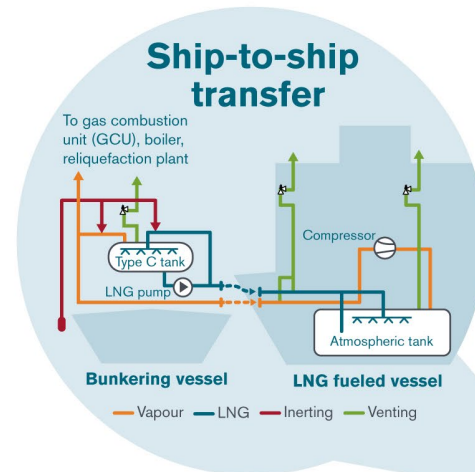 Ship-to-ship
transfer
To gas combustion
unit (GCU), boiler,
reliquefaction plant
Compressor
Type C tank
LNG pump
Atmospheric tank
Bunkering vessel
LNG fueled vessel
Vapour
LNG
Inerting
Venting